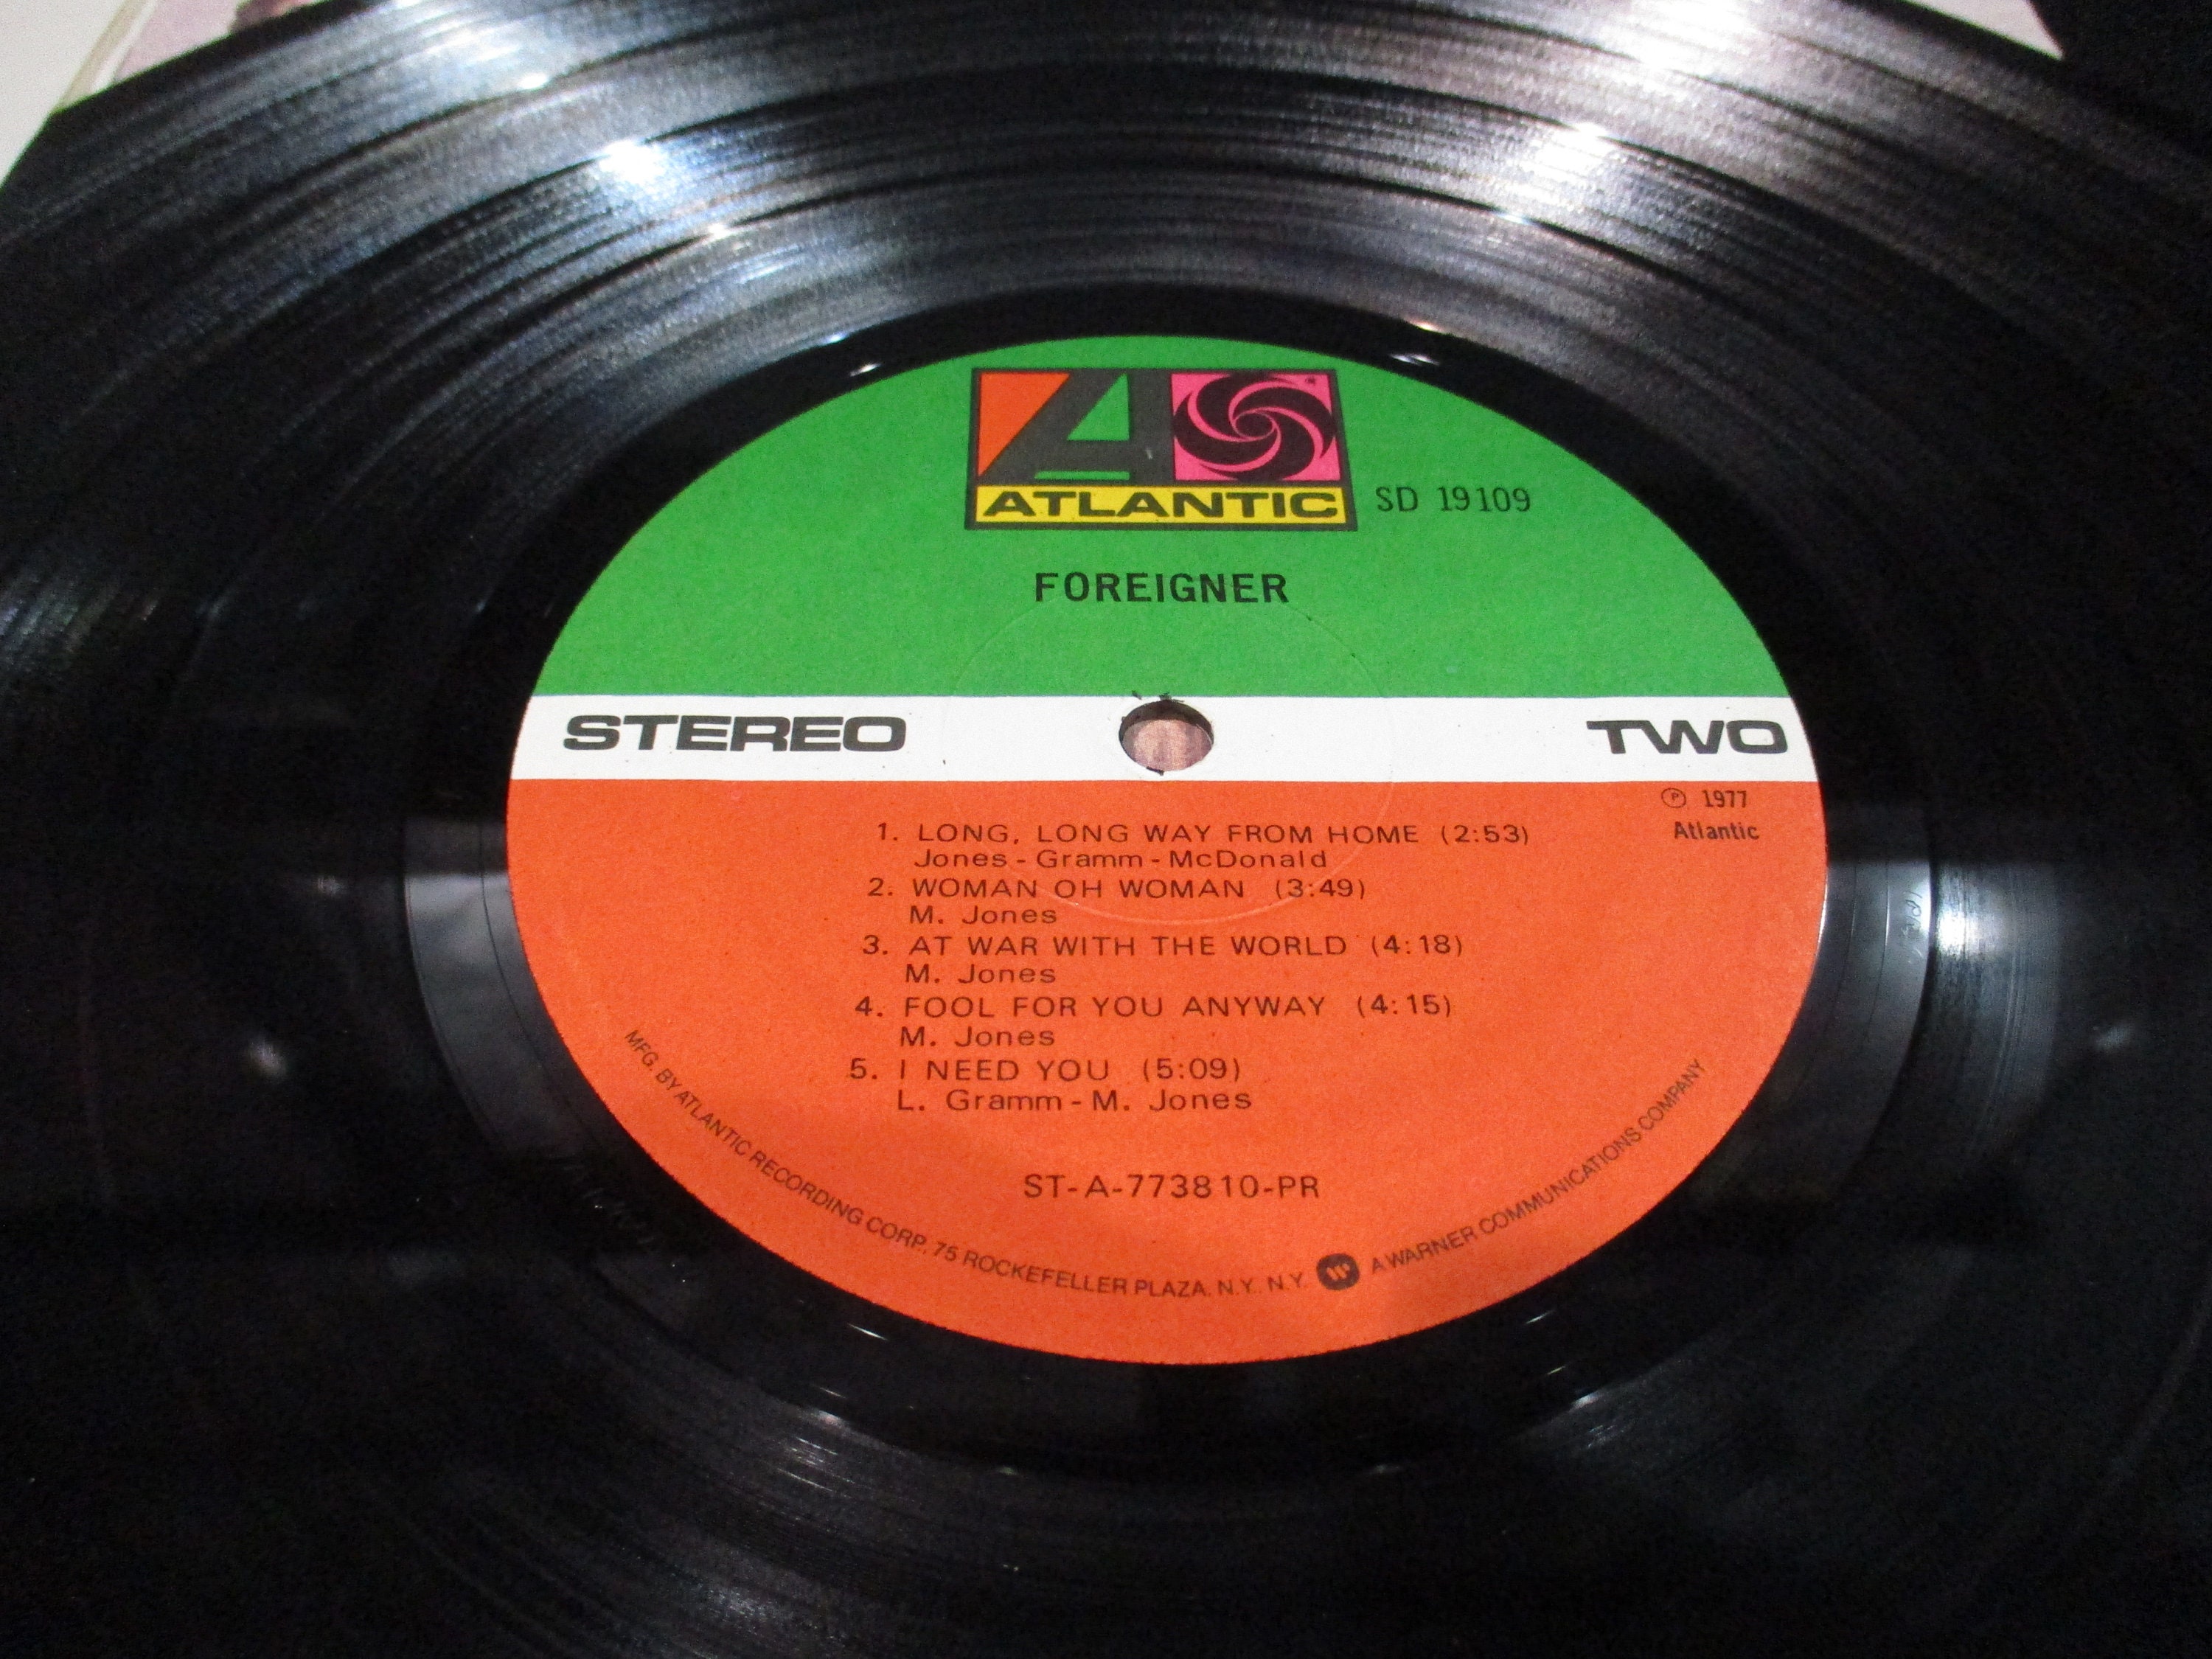 ATLANTIC
SD 19109
FOREIGNER
STEREO
TWO
℗ 1977
Atlantic
1. LONG, LONG WAY FROM HOME (2:53)
Jones - Gramm - McDonald
2. WOMAN OH WOMAN (3:49)
M. Jones
3. AT WAR WITH THE WORLD (4:18)
M. Jones
4. FOOL FOR YOU ANYWAY (4:15)
M. Jones
5. I NEED YOU (5:09)
L. Gramm - M. Jones
ST-A-773810-PR
MFG. BY ATLANTIC RECORDING CORP., 75 ROCKEFELLER PLAZA, N.Y., N.Y. A WARNER COMMUNICATIONS COMPANY